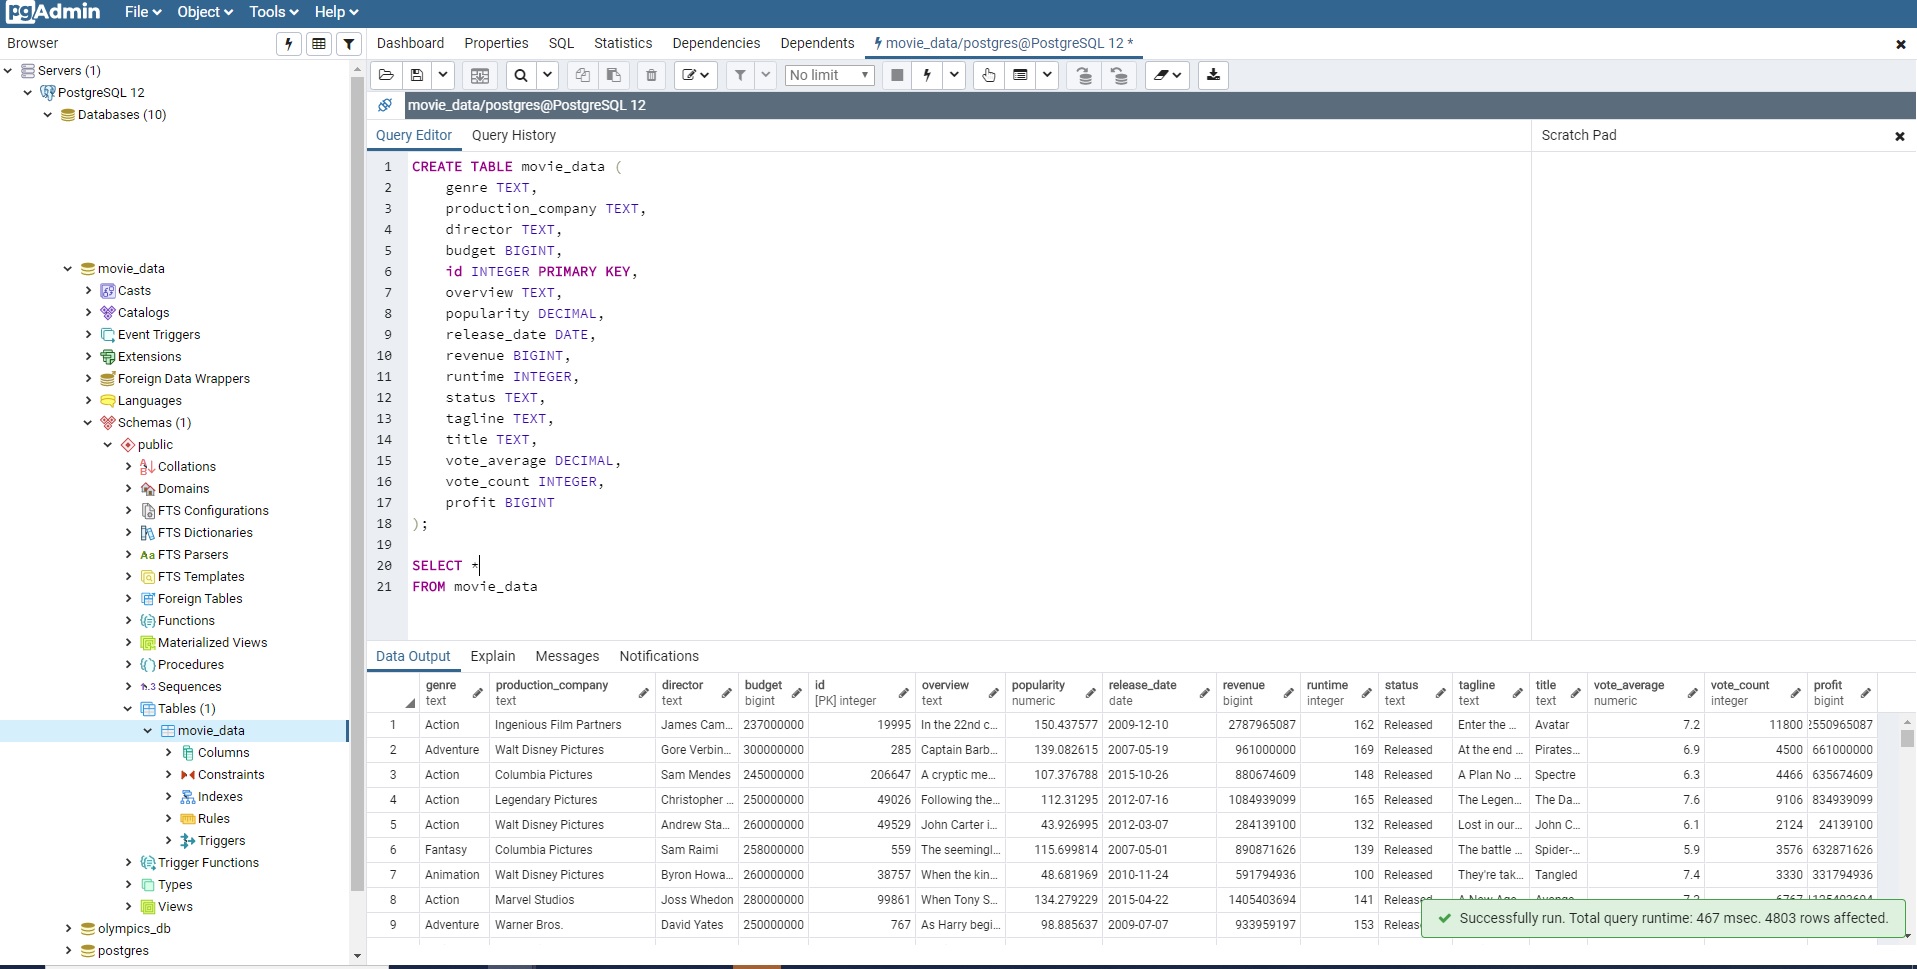 pgAdmin File Object Tools Help
Browser
Dashboard Properties SQL Statistics Dependencies Dependents movie_data/postgres@PostgreSQL 12 *
No limit
movie_data/postgres@PostgreSQL 12
Servers (1)
PostgreSQL 12
Databases (10)
movie_data
Casts
Catalogs
Event Triggers
Extensions
Foreign Data Wrappers
Languages
Schemas (1)
public
Collations
Domains
FTS Configurations
FTS Dictionaries
Aa FTS Parsers
FTS Templates
Foreign Tables
Functions
Materialized Views
Procedures
1..3 Sequences
Tables (1)
movie_data
Columns
Constraints
Indexes
Rules
Triggers
Trigger Functions
Types
Views
olympics_db
postgres
Query Editor Query History
Scratch Pad
1 CREATE TABLE movie_data (
2 genre TEXT,
3 production_company TEXT,
4 director TEXT,
5 budget BIGINT,
6 id INTEGER PRIMARY KEY,
7 overview TEXT,
8 popularity DECIMAL,
9 release_date DATE,
10 revenue BIGINT,
11 runtime INTEGER,
12 status TEXT,
13 tagline TEXT,
14 title TEXT,
15 vote_average DECIMAL,
16 vote_count INTEGER,
17 profit BIGINT
18 );
19
20 SELECT *
21 FROM movie_data
Data Output Explain Messages Notifications
genre production_company director budget id overview popularity release_date revenue runtime status tagline title vote_average vote_count profit
text text text bigint [PK] integer text numeric date bigint integer text text text numeric integer bigint
1 Action Ingenious Film Partners James Cam... 237000000 19995 In the 22nd c... 150.437577 2009-12-10 2787965087 162 Released Enter the ... Avatar 7.2 11800 2550965087
2 Adventure Walt Disney Pictures Gore Verbin... 300000000 285 Captain Barb... 139.082615 2007-05-19 961000000 169 Released At the end ... Pirates... 6.9 4500 661000000
3 Action Columbia Pictures Sam Mendes 245000000 206647 A cryptic me... 107.376788 2015-10-26 880674609 148 Released A Plan No ... Spectre 6.3 4466 635674609
4 Action Legendary Pictures Christopher ... 250000000 49026 Following the... 112.31295 2012-07-16 1084939099 165 Released The Legen... The Da... 7.6 9106 834939099
5 Action Walt Disney Pictures Andrew Sta... 260000000 49529 John Carter i... 43.926995 2012-03-07 284139100 132 Released Lost in our... John C... 6.1 2124 24139100
6 Fantasy Columbia Pictures Sam Raimi 258000000 559 The seemingl... 115.699814 2007-05-01 890871626 139 Released The battle ... Spider-... 5.9 3576 632871626
7 Animation Walt Disney Pictures Byron Howa... 260000000 38757 When the kin... 48.681969 2010-11-24 591794936 100 Released They're tak... Tangled 7.4 3330 331794936
8 Action Marvel Studios Joss Whedon 280000000 99861 When Tony S... 134.279229 2015-04-22 1405403694 141 Released
9 Adventure Warner Bros. David Yates 250000000 767 As Harry begi... 98.885637 2009-07-07 933959197 153 Releas
Successfully run. Total query runtime: 467 msec. 4803 rows affected.